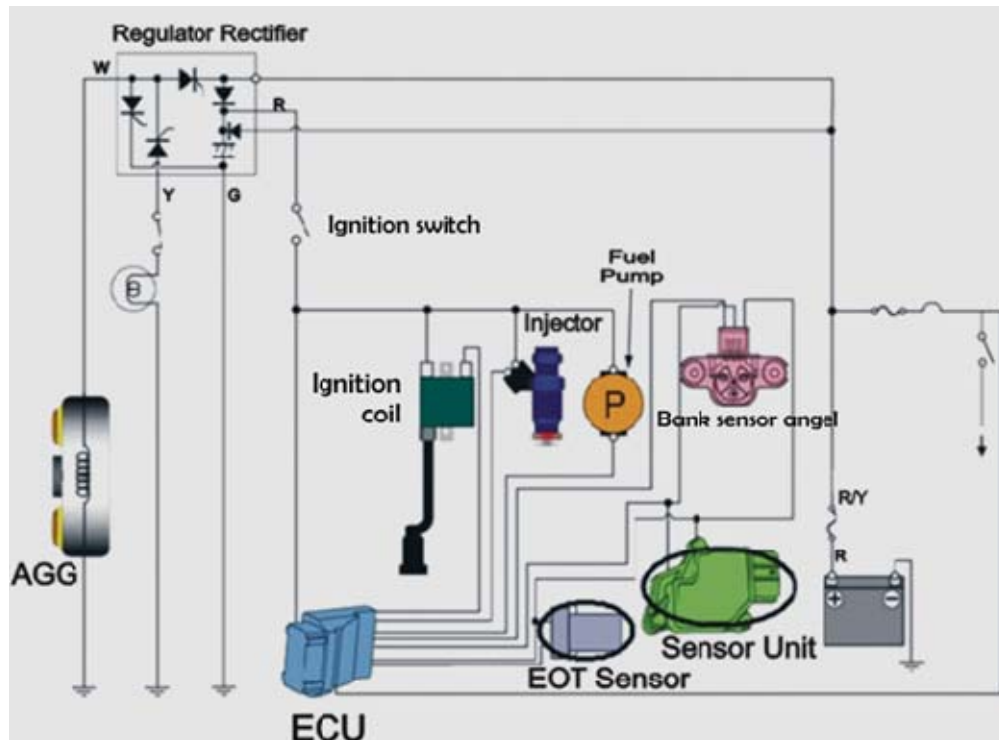 Regulator Rectifier
W
R
Y
G
Ignition switch
Fuel
Pump
Injector
Ignition
coil
P
Bank sensor angel
R/Y
R
+
−
AGG
Sensor Unit
EOT Sensor
ECU